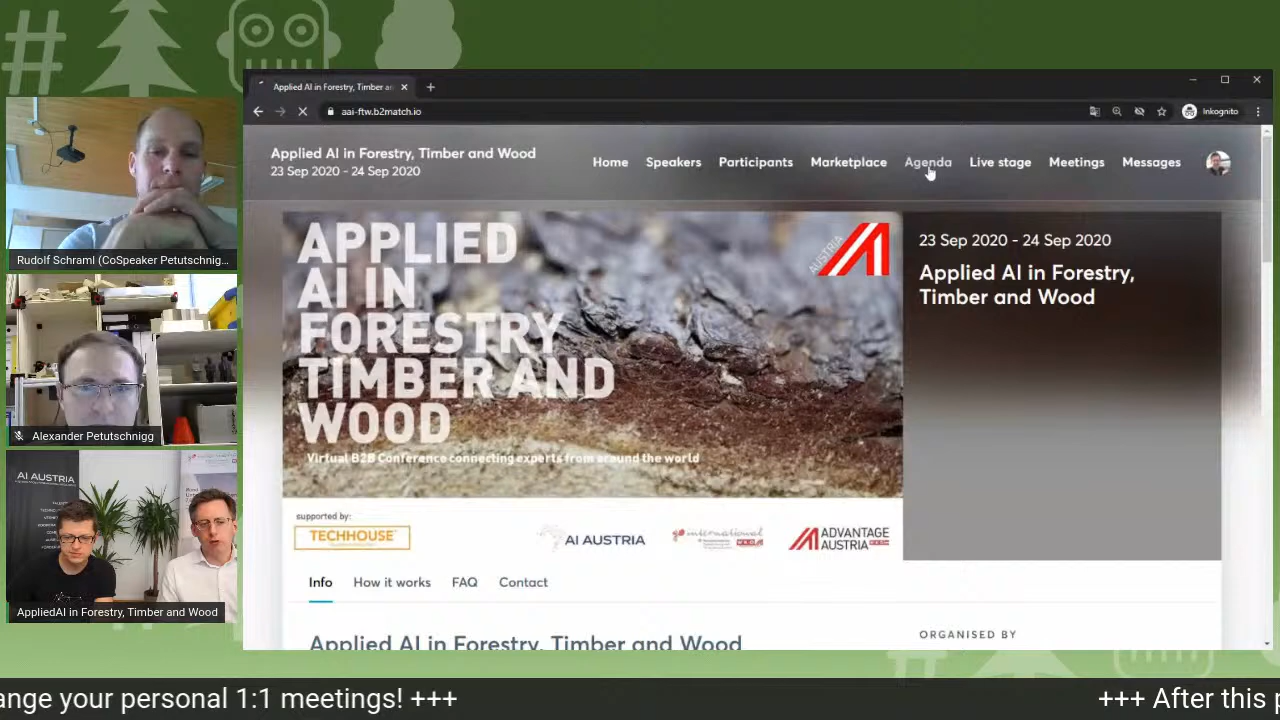 #
Applied AI in Forestry, Timber an
aai-ftw.b2match.io
Inkognito
Applied AI in Forestry, Timber and Wood
23 Sep 2020 - 24 Sep 2020
Home Speakers Participants Marketplace Agenda Live stage Meetings Messages
APPLIED
AI IN
FORESTRY
TIMBER AND
WOOD
Virtual B2B Conference connecting experts from around the world
AUSTRIA
23 Sep 2020 - 24 Sep 2020
Applied AI in Forestry,
Timber and Wood
supported by:
TECHHOUSE
AI AUSTRIA
go international
ADVANTAGE
AUSTRIA
Info How it works FAQ Contact
Applied AI in Forestry, Timber and Wood
ORGANISED BY
Rudolf Schraml (CoSpeaker Petutschnig...
Alexander Petutschnigg
AI AUSTRIA
AppliedAI in Forestry, Timber and Wood
ange your personal 1:1 meetings! +++
+++ After this p